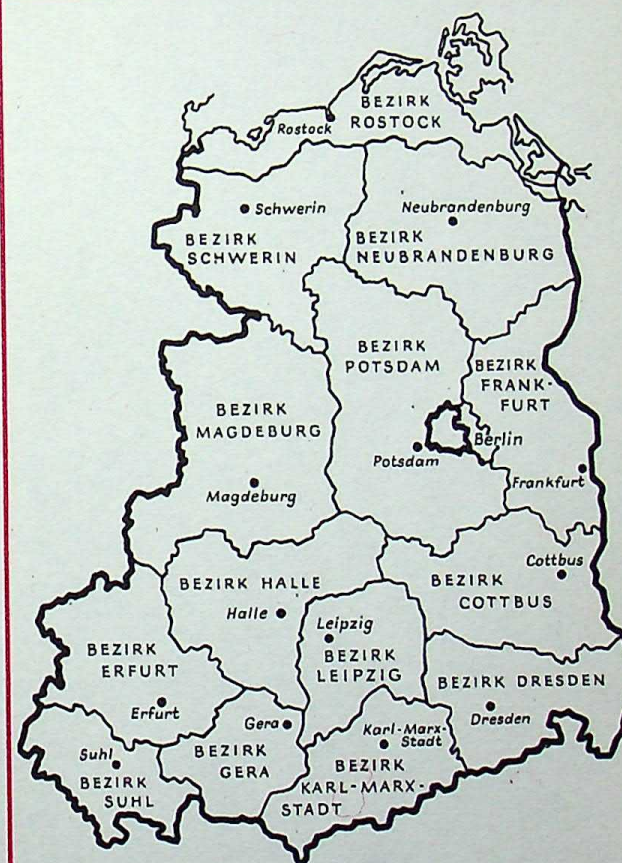 BEZIRK
ROSTOCK
Rostock
Schwerin
BEZIRK
SCHWERIN
Neubrandenburg
BEZIRK
NEUBRANDENBURG
BEZIRK
POTSDAM
BEZIRK
FRANK-
FURT
BEZIRK
MAGDEBURG
Berlin
Potsdam
Frankfurt
Magdeburg
Cottbus
BEZIRK
COTTBUS
BEZIRK HALLE
Halle
Leipzig
BEZIRK
LEIPZIG
BEZIRK
ERFURT
Erfurt
BEZIRK DRESDEN
Dresden
Gera
BEZIRK
GERA
Karl-Marx-
Stadt
BEZIRK
KARL-MARX-
STADT
Suhl
BEZIRK
SUHL